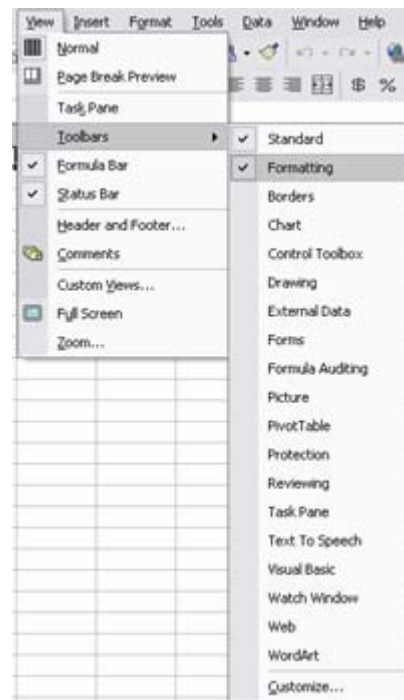 View Insert Format Tools Data Window Help
Normal
Page Break Preview
$ %
Task Pane
Toolbars
Formula Bar
Status Bar
Header and Footer...
Comments
Custom Views...
Full Screen
Zoom...
Standard
Formatting
Borders
Chart
Control Toolbox
Drawing
External Data
Forms
Formula Auditing
Picture
PivotTable
Protection
Reviewing
Task Pane
Text To Speech
Visual Basic
Watch Window
Web
WordArt
Customize...